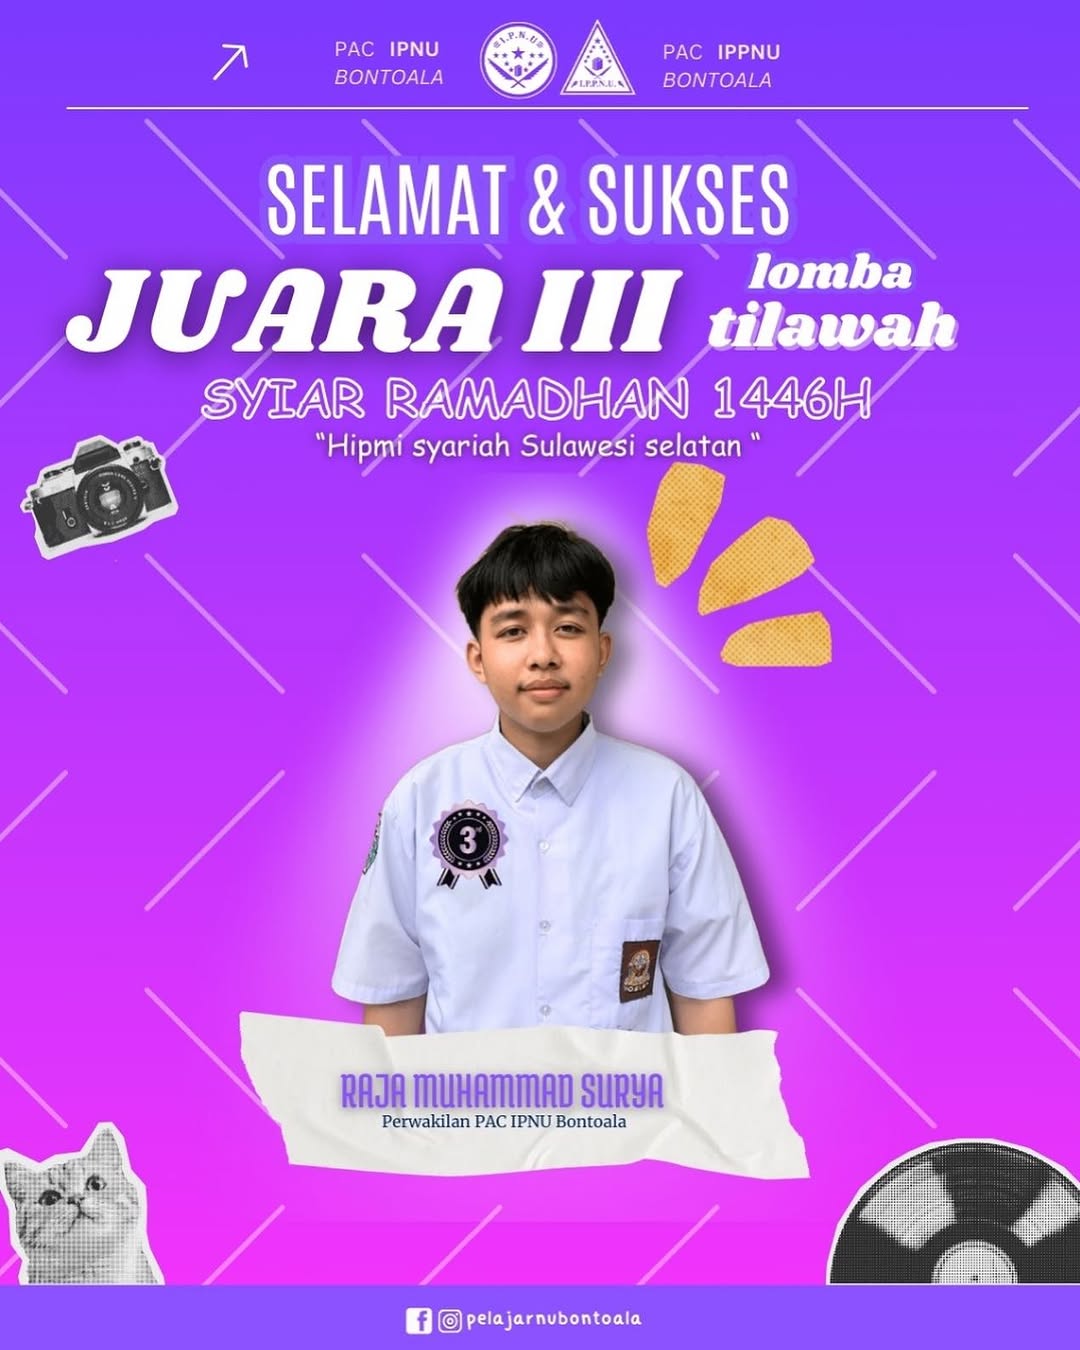 PAC IPNU
BONTOALA
I.P.N.U
I.P.P.N.U.
PAC IPPNU
BONTOALA
SELAMAT & SUKSES
JUARA III
lomba
tilawah
SYIAR RAMADHAN 1446H
“Hipmi syariah Sulawesi selatan “
3
RAJA MUHAMMAD SURYA
Perwakilan PAC IPNU Bontoala
pelajarnubontoala